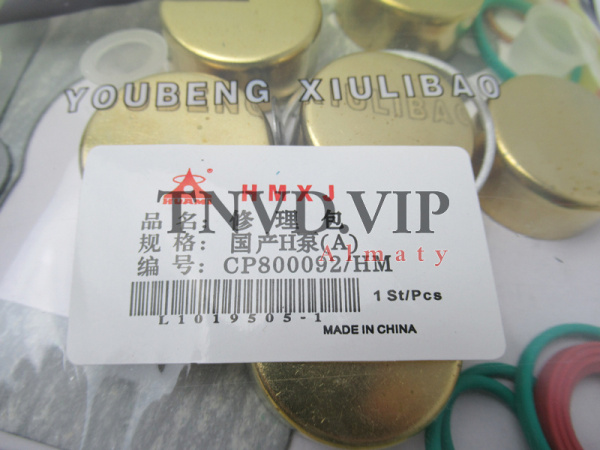 YOUBENG XIULIBAO
HUAMEI
HMXJ
TNVD.VIP
Almaty
品 名: 修 理 包
规 格: 国产H泵(A)
编 号: CP800092/HM
1 St/Pcs
L1019505-1
MADE IN CHINA